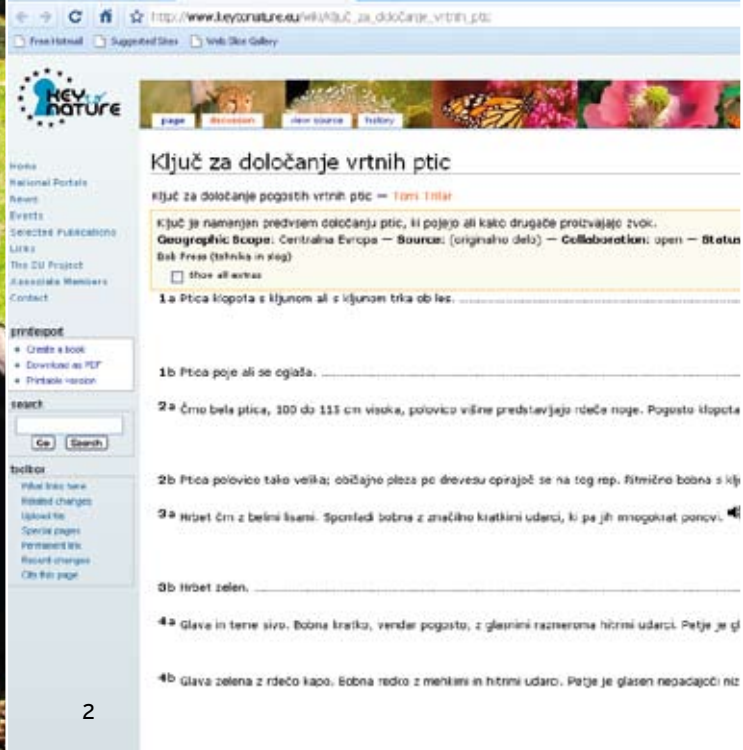 http://www.keytonature.eu/wiki/Ključ_za_določanje_vrtnih_ptic
Free Hotmail Suggested Sites Web Slice Gallery
KEY to nature
page discussion view source history
Ključ za določanje vrtnih ptic
Ključ za določanje pogostih vrtnih ptic — Tomi Trilar
Ključ je namenjen predvsem določanju ptic, ki pojejo ali kako drugače proizvajajo zvok.
Geographic Scope: Centralna Evropa — Source: (originalno delo) — Collaboration: open — Status
Bob Press (tehnika in slog)
Show all extras
1a Ptica klopota s kljunom ali s kljunom trka ob les.
1b Ptica poje ali se oglaša.
2a Črno bela ptica, 100 do 115 cm visoka, polovico višine predstavljajo rdeče noge. Pogosto klopota
2b Ptica polovico tako velika; običajno pleza po drevesu opirajoč se na tog rep. Ritmično bobna s klj
3a Hrbet črn z belimi lisami. Spomladi bobna z značilno kratkimi udarci, ki pa jih mnogokrat ponovi.
3b Hrbet zelen.
4a Glava in teme sivo. Bobna kratko, vendar pogosto, z glasnimi razmeroma hitrimi udarci. Petje je gl
4b Glava zelena z rdečo kapo. Bobna redko z mehkimi in hitrimi udarci. Petje je glasen nepadajoči niz
Home
National Portals
News
Events
Selected Publications
Links
The EU Project
Associate Members
Contact
print/export
Create a book
Download as PDF
Printable version
search
Go Search
toolbox
What links here
Related changes
Upload file
Special pages
Permanent link
Recent changes
Cite this page
2